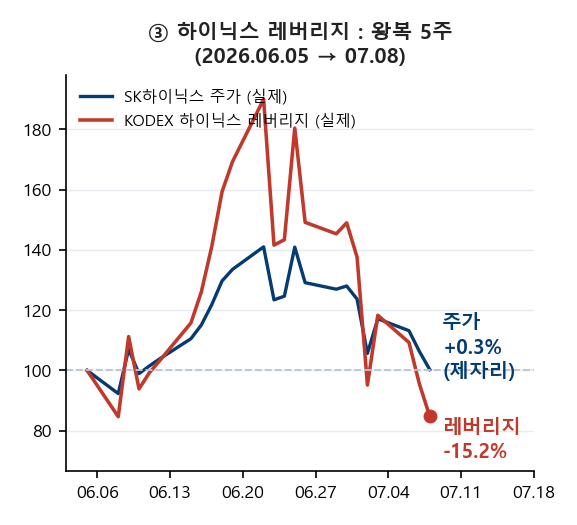 ③ 하이닉스 레버리지 : 왕복 5주
(2026.06.05 → 07.08)
SK하이닉스 주가 (실제)
KODEX 하이닉스 레버리지 (실제)
180
160
140
120
100
80
주가
+0.3%
(제자리)
레버리지
-15.2%
06.06 06.13 06.20 06.27 07.04 07.11 07.18